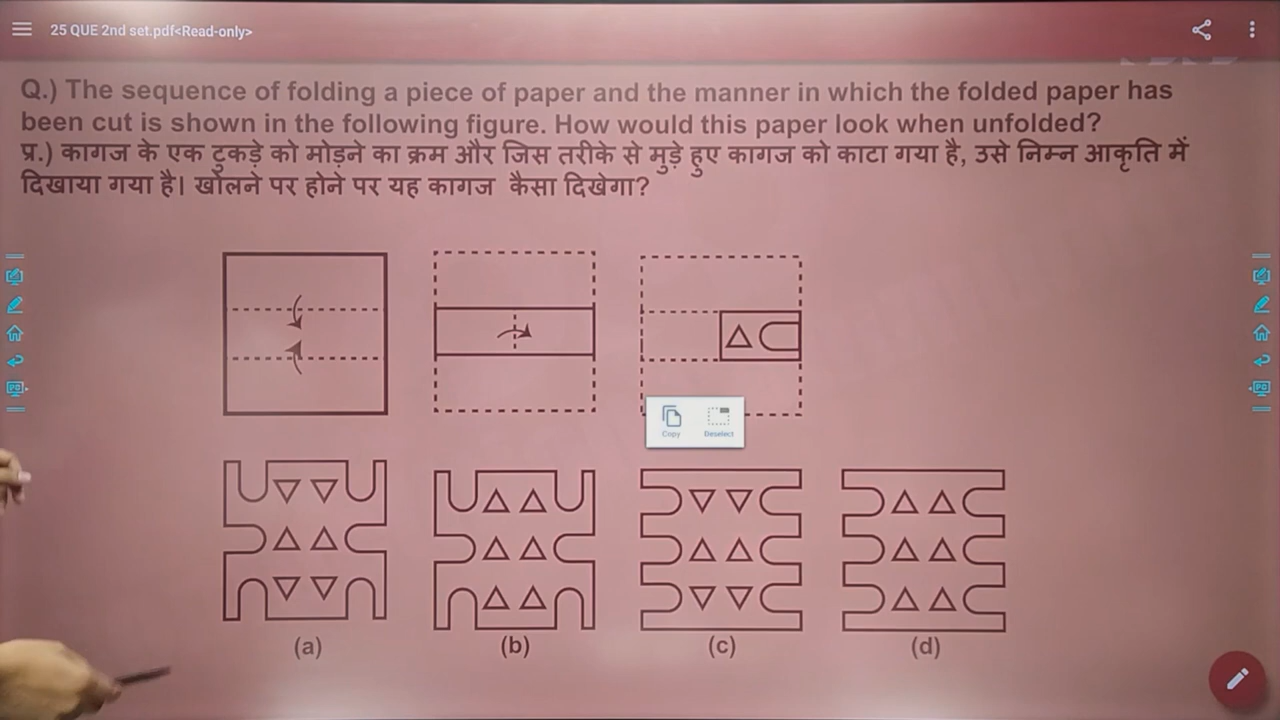 25 QUE 2nd set.pdf<Read-only>
Q.) The sequence of folding a piece of paper and the manner in which the folded paper has
been cut is shown in the following figure. How would this paper look when unfolded?
प्र.) कागज के एक टुकड़े को मोड़ने का क्रम और जिस तरीके से मुड़े हुए कागज को काटा गया है, उसे निम्न आकृति में
दिखाया गया है। खोलने पर होने पर यह कागज कैसा दिखेगा?
Copy Deselect
(a) (b) (c) (d)